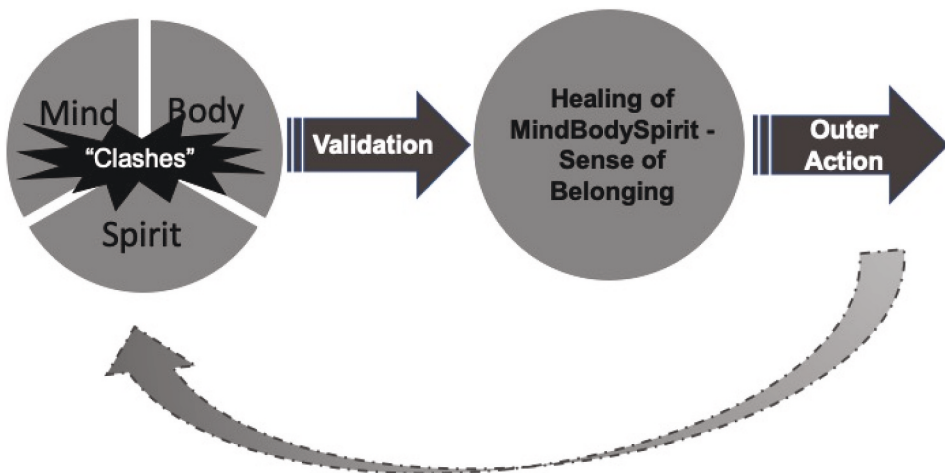 Mind Body
"Clashes"
Spirit
Validation
Healing of
MindBodySpirit -
Sense of
Belonging
Outer
Action